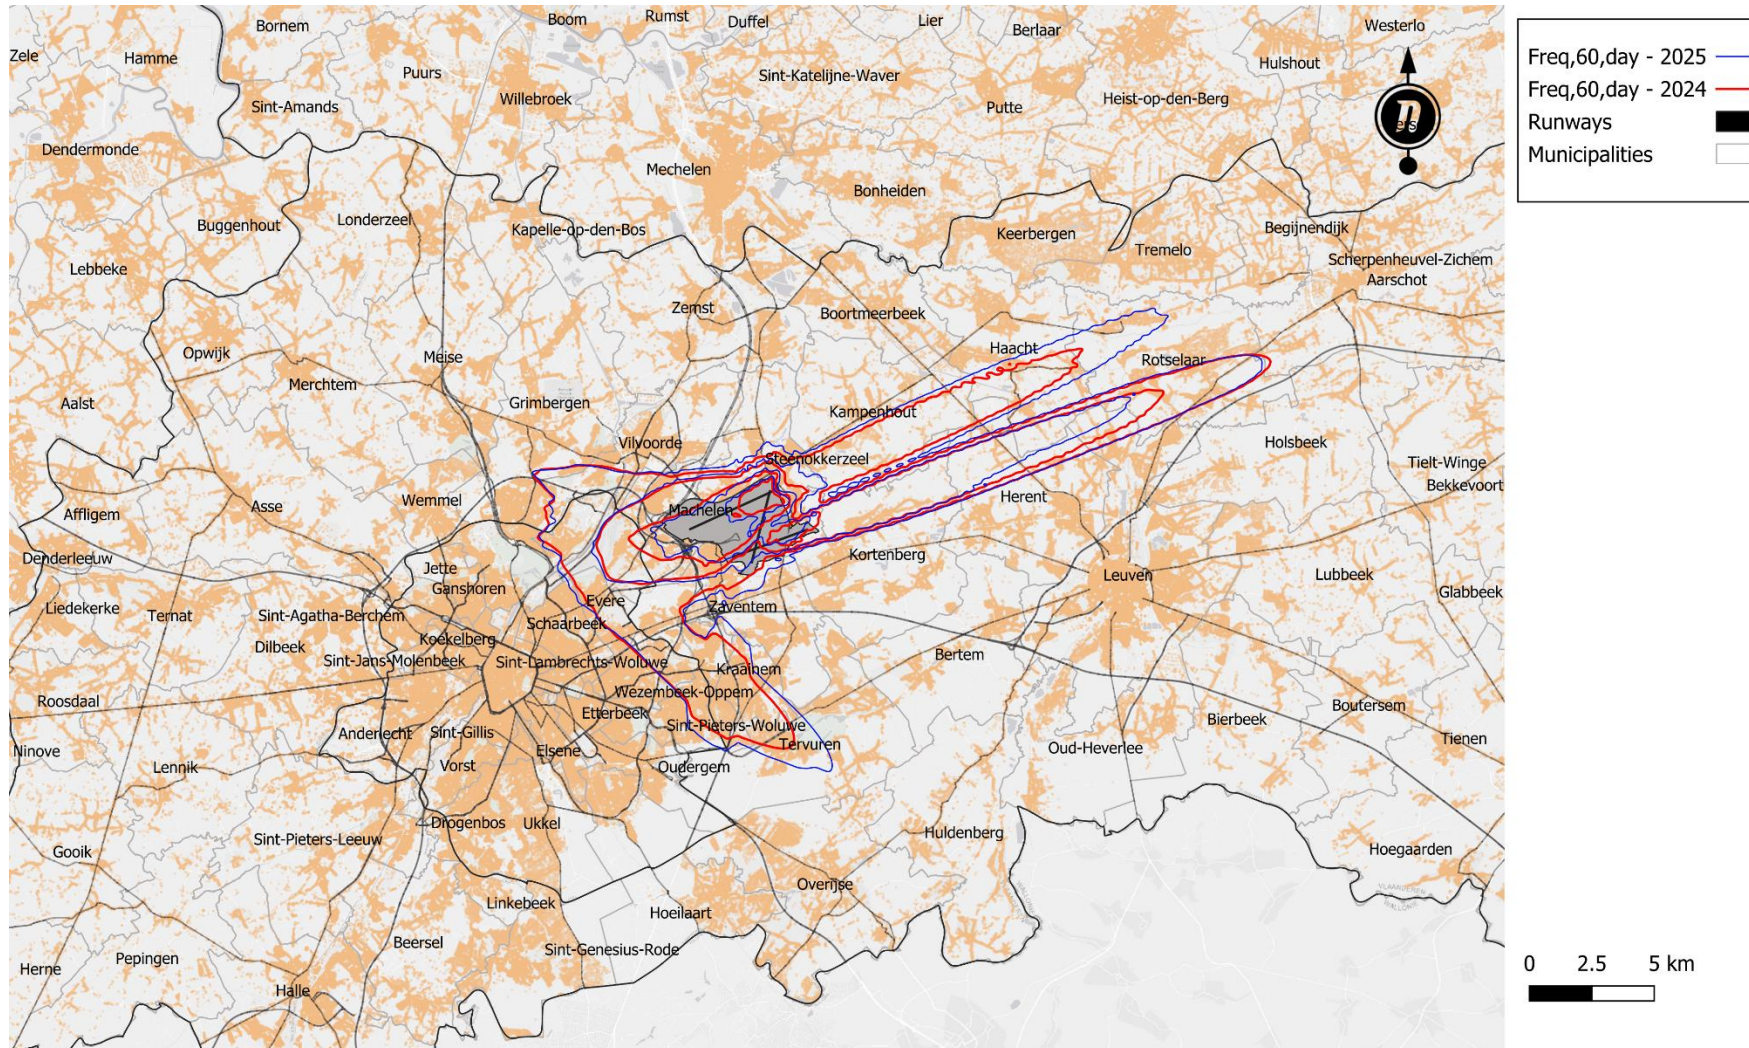 Bornem
Boom
Rumst
Duffel
Lier
Berlaar
Westerlo
Zele
Hamme
Hulshout
Puurs
Sint-Katelijne-Waver
Sint-Amands
Willebroek
Putte
Heist-op-den-Berg
Dendermonde
Mechelen
Bonheiden
Buggenhout
Londerzeel
Kapelle-op-den-Bos
Keerbergen
Begijnendijk
Tremelo
Lebbeke
Scherpenheuvel-Zichem
Aarschot
Zemst
Boortmeerbeek
Opwijk
Meise
Haacht
Rotselaar
Merchtem
Aalst
Grimbergen
Kampenhout
Vilvoorde
Holsbeek
Steenokkerzeel
Tielt-Winge
Bekkevoort
Wemmel
Herent
Asse
Machelen
Affligem
Denderleeuw
Kortenberg
Jette
Leuven
Lubbeek
Ganshoren
Glabbeek
Liedekerke
Ternat
Sint-Agatha-Berchem
Evere
Zaventem
Schaarbeek
Dilbeek
Koekelberg
Sint-Jans-Molenbeek
Sint-Lambrechts-Woluwe
Kraainem
Bertem
Wezembeek-Oppem
Roosdaal
Etterbeek
Boutersem
Anderlecht
Sint-Gillis
Sint-Pieters-Woluwe
Bierbeek
Tienen
Ninove
Elsene
Tervuren
Oud-Heverlee
Lennik
Vorst
Oudergem
Drogenbos
Ukkel
Sint-Pieters-Leeuw
Huldenberg
Gooik
Hoegaarden
Overijse
VLAANDEREN
WALLONIE
Linkebeek
Hoeilaart
Beersel
Sint-Genesius-Rode
Pepingen
Herne
Halle
Freq,60,day - 2025
Freq,60,day - 2024
Runways
Municipalities
0 2.5 5 km